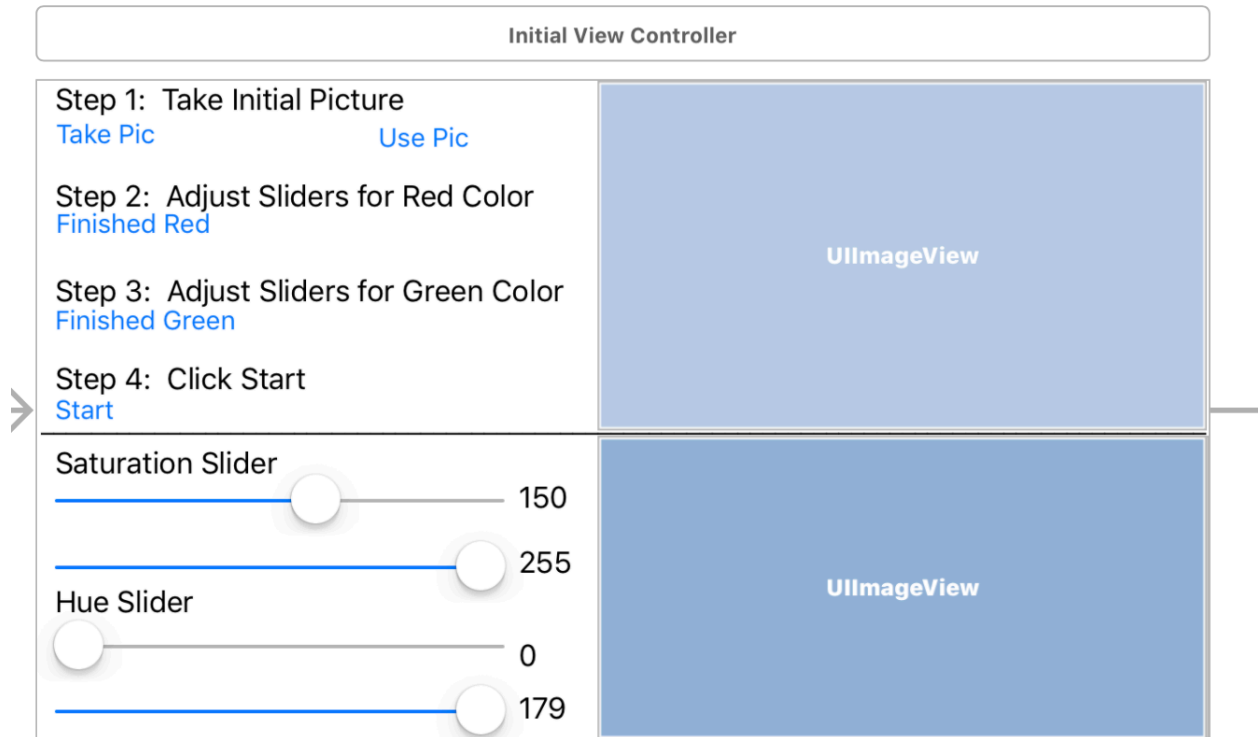 Initial View Controller
Step 1:  Take Initial Picture
Take Pic
Use Pic
Step 2:  Adjust Sliders for Red Color
Finished Red
Step 3:  Adjust Sliders for Green Color
Finished Green
Step 4:  Click Start
Start
UIImageView
Saturation Slider
150
255
Hue Slider
0
179
UIImageView